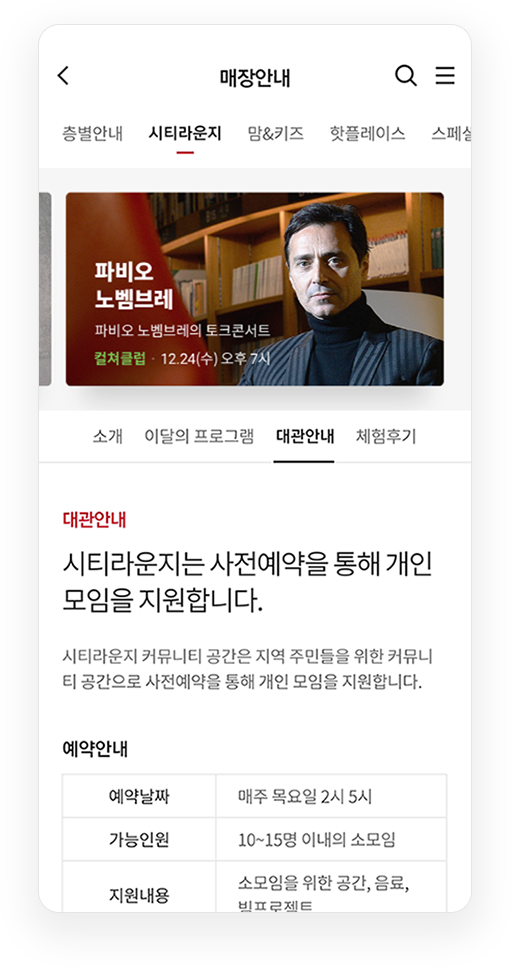 매장안내
층별안내 시티라운지 맘&키즈 핫플레이스 스페셜
파비오
노벰브레
파비오 노벰브레의 토크콘서트
컬쳐클럽 · 12.24(수) 오후 7시
소개 이달의 프로그램 대관안내 체험후기
대관안내
시티라운지는 사전예약을 통해 개인
모임을 지원합니다.
시티라운지 커뮤니티 공간은 지역 주민들을 위한 커뮤니
티 공간으로 사전예약을 통해 개인 모임을 지원합니다.
예약안내
예약날짜 매주 목요일 2시 5시
가능인원 10~15명 이내의 소모임
지원내용 소모임을 위한 공간, 음료,
빔프로젝트